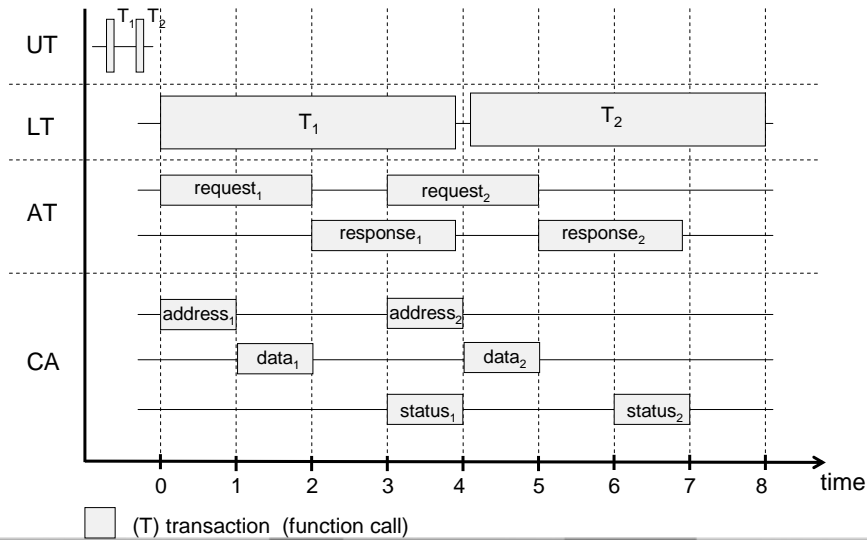 T₁ T₂
UT
LT
T₁
T₂
AT
request₁
request₂
response₁
response₂
CA
address₁
address₂
data₁
data₂
status₁
status₂
0 1 2 3 4 5 6 7 8 time
(T) transaction (function call)